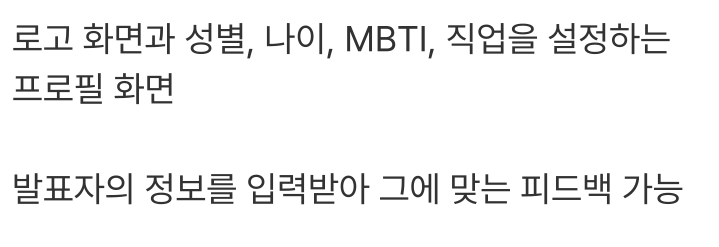 로고 화면과 성별, 나이, MBTI, 직업을 설정하는
프로필 화면
발표자의 정보를 입력받아 그에 맞는 피드백 가능